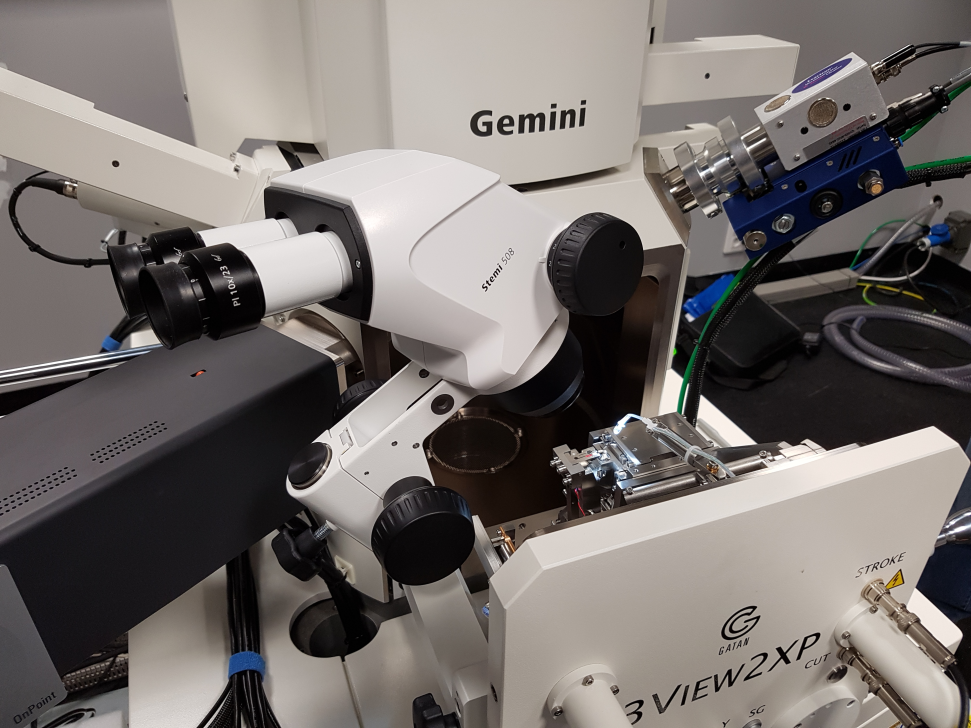 Gemini
Stemi 508
PI 10x/23
STROKE
GATAN
3VIEW2XP
CUT
SG
Y
OnPoint